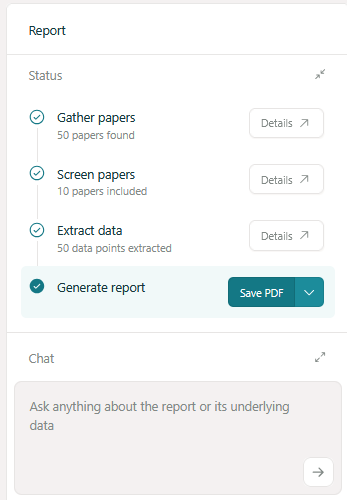 Report
Status
Gather papers
50 papers found
Details
Screen papers
10 papers included
Details
Extract data
50 data points extracted
Details
Generate report
Save PDF
Chat
Ask anything about the report or its underlying
data